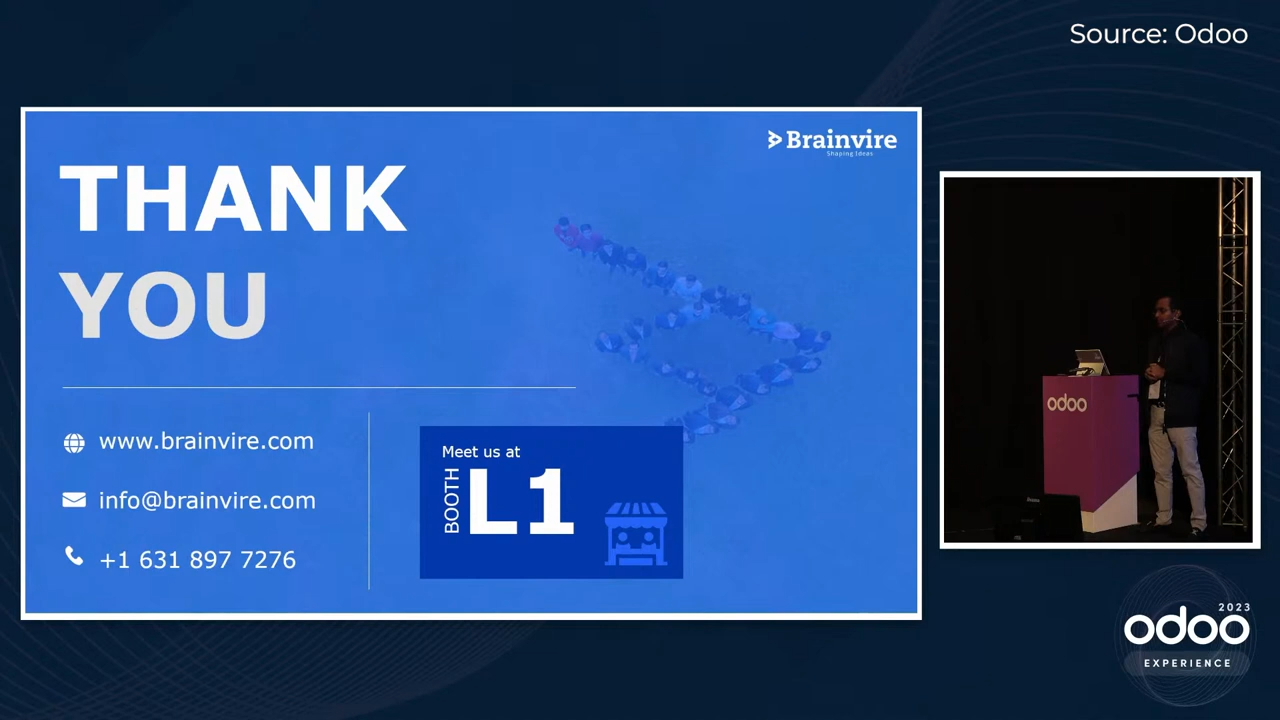 Source: Odoo
Brainvire
Shaping Ideas
THANK
YOU
www.brainvire.com
info@brainvire.com
+1 631 897 7276
Meet us at
BOOTH
L1
odoo
2023
odoo
EXPERIENCE